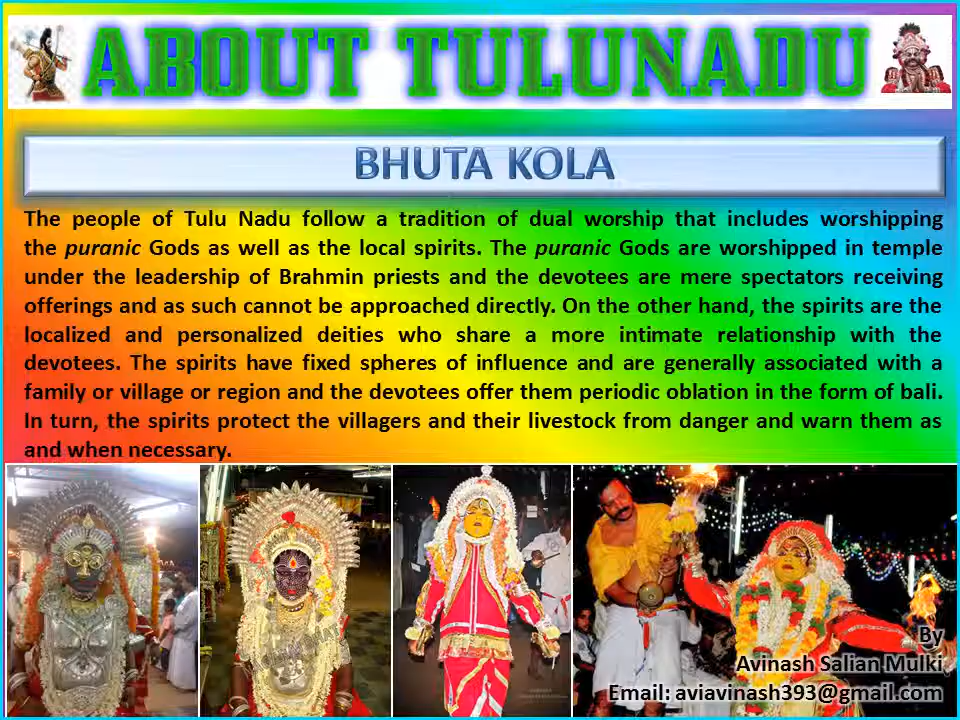 ABOUT TULUNADU
BHUTA KOLA
The people of Tulu Nadu follow a tradition of dual worship that includes worshipping
the puranic Gods as well as the local spirits. The puranic Gods are worshipped in temple
under the leadership of Brahmin priests and the devotees are mere spectators receiving
offerings and as such cannot be approached directly. On the other hand, the spirits are the
localized and personalized deities who share a more intimate relationship with the
devotees. The spirits have fixed spheres of influence and are generally associated with a
family or village or region and the devotees offer them periodic oblation in the form of bali.
In turn, the spirits protect the villagers and their livestock from danger and warn them as
and when necessary.
By
Avinash Salian Mulki
Email: aviavinash393@gmail.com